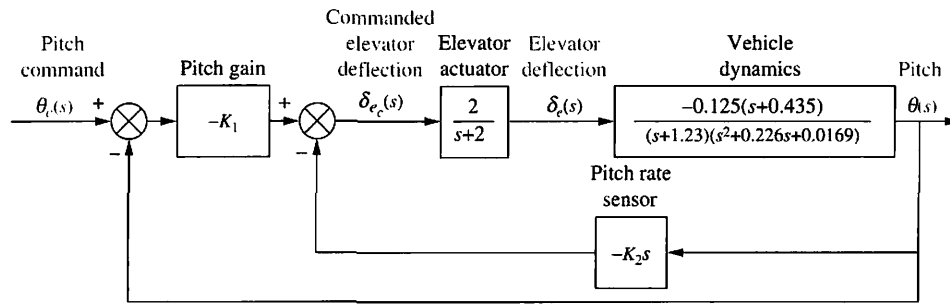 Pitch
command
θc(s)
+
−
Pitch gain
−K₁
+
−
Commanded
elevator
deflection
δec(s)
Elevator
actuator
2
s+2
Elevator
deflection
δe(s)
Vehicle
dynamics
−0.125(s+0.435)
(s+1.23)(s²+0.226s+0.0169)
Pitch
θ(s)
Pitch rate
sensor
−K₂s